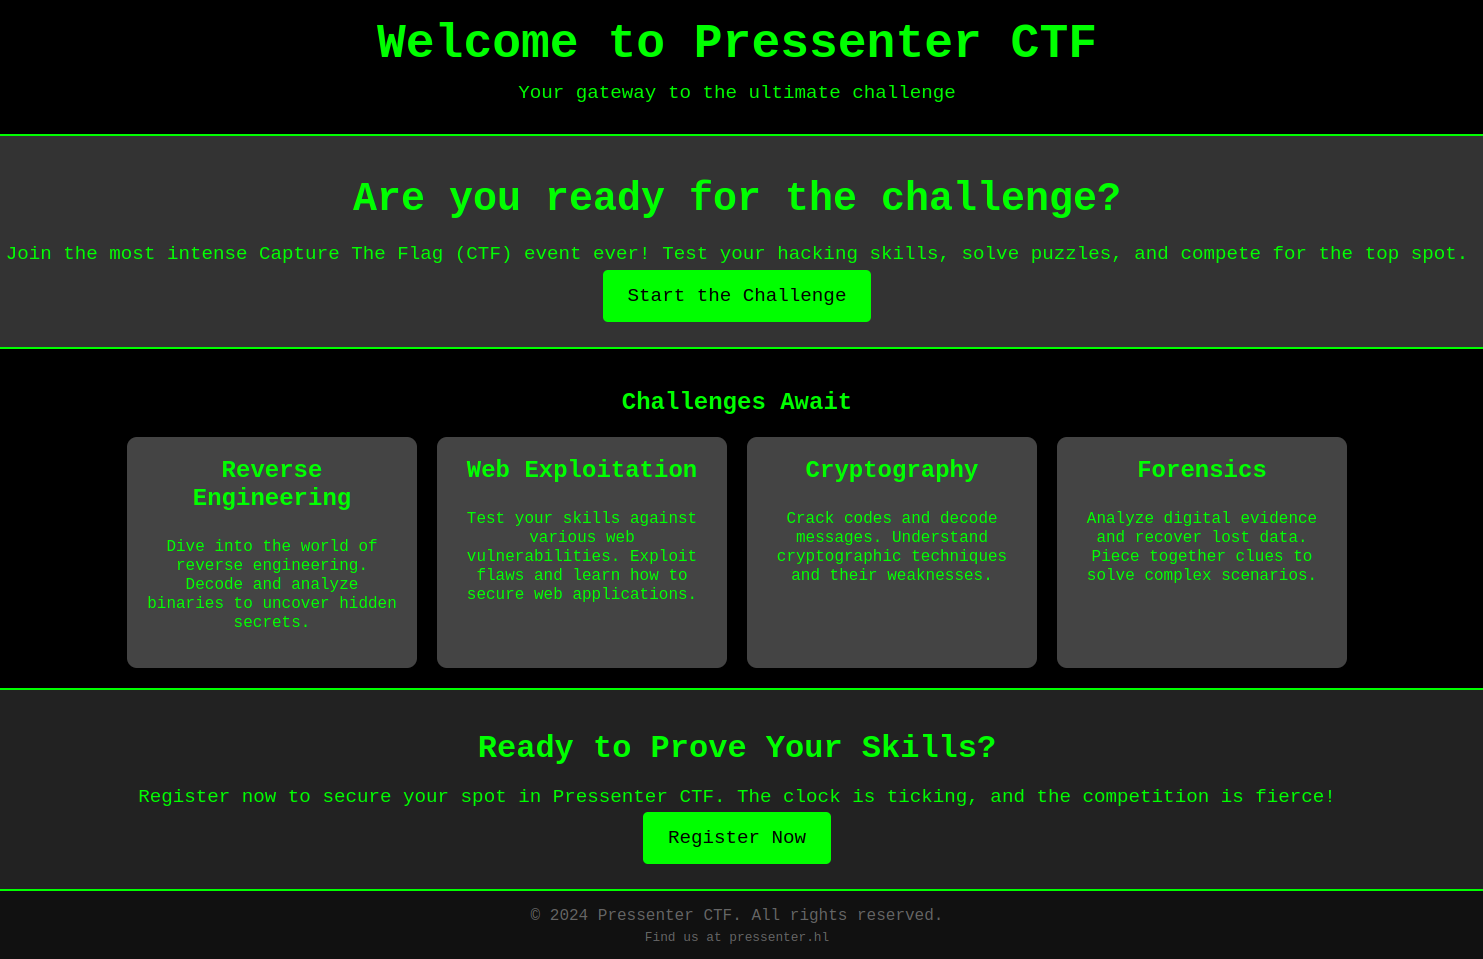 Welcome to Pressenter CTF
Your gateway to the ultimate challenge
Are you ready for the challenge?
Join the most intense Capture The Flag (CTF) event ever! Test your hacking skills, solve puzzles, and compete for the top spot.
Start the Challenge
Challenges Await
Reverse
Engineering
Dive into the world of
reverse engineering.
Decode and analyze
binaries to uncover hidden
secrets.
Web Exploitation
Test your skills against
various web
vulnerabilities. Exploit
flaws and learn how to
secure web applications.
Cryptography
Crack codes and decode
messages. Understand
cryptographic techniques
and their weaknesses.
Forensics
Analyze digital evidence
and recover lost data.
Piece together clues to
solve complex scenarios.
Ready to Prove Your Skills?
Register now to secure your spot in Pressenter CTF. The clock is ticking, and the competition is fierce!
Register Now
© 2024 Pressenter CTF. All rights reserved.
Find us at pressenter.hl